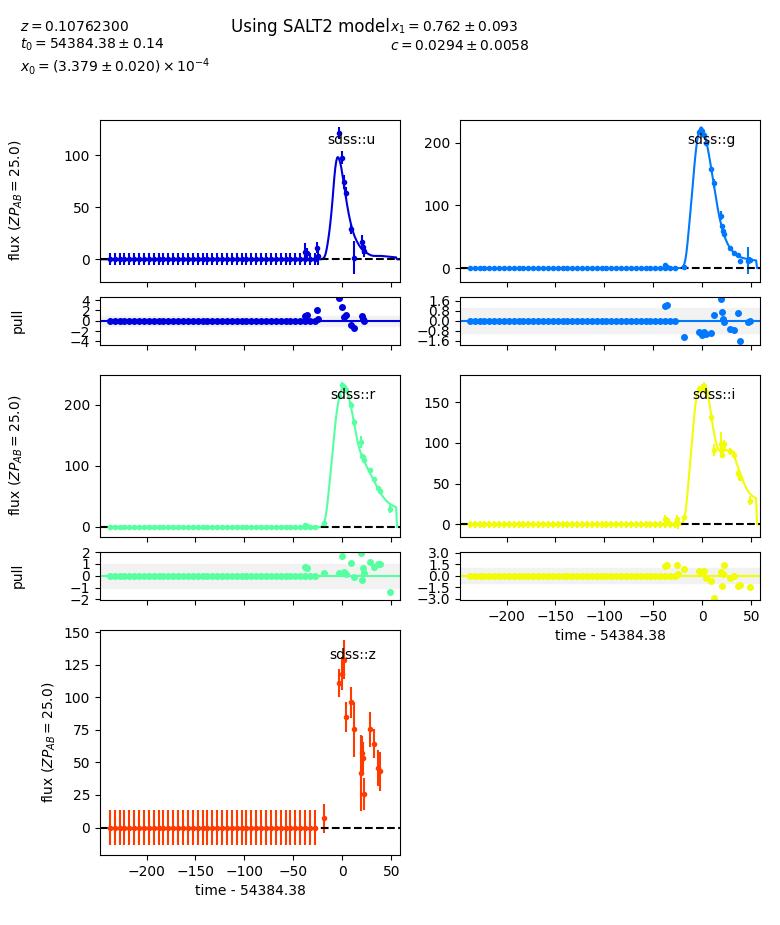 z = 0.10762300
Using SALT2 model
x₁ = 0.762 ± 0.093
t₀ = 54384.38 ± 0.14
c = 0.0294 ± 0.0058
x₀ = (3.379 ± 0.020) × 10⁻⁴
flux (ZP_AB = 25.0)
sdss::u
100
50
0
sdss::g
200
100
0
pull
4
2
0
−2
−4
1.6
0.8
0.0
−0.8
−1.6
flux (ZP_AB = 25.0)
sdss::r
200
100
0
sdss::i
150
100
50
0
pull
2
1
0
−1
−2
3.0
1.5
0.0
−1.5
−3.0
−200 −150 −100 −50 0 50
time - 54384.38
flux (ZP_AB = 25.0)
sdss::z
150
125
100
75
50
25
0
−200 −150 −100 −50 0 50
time - 54384.38